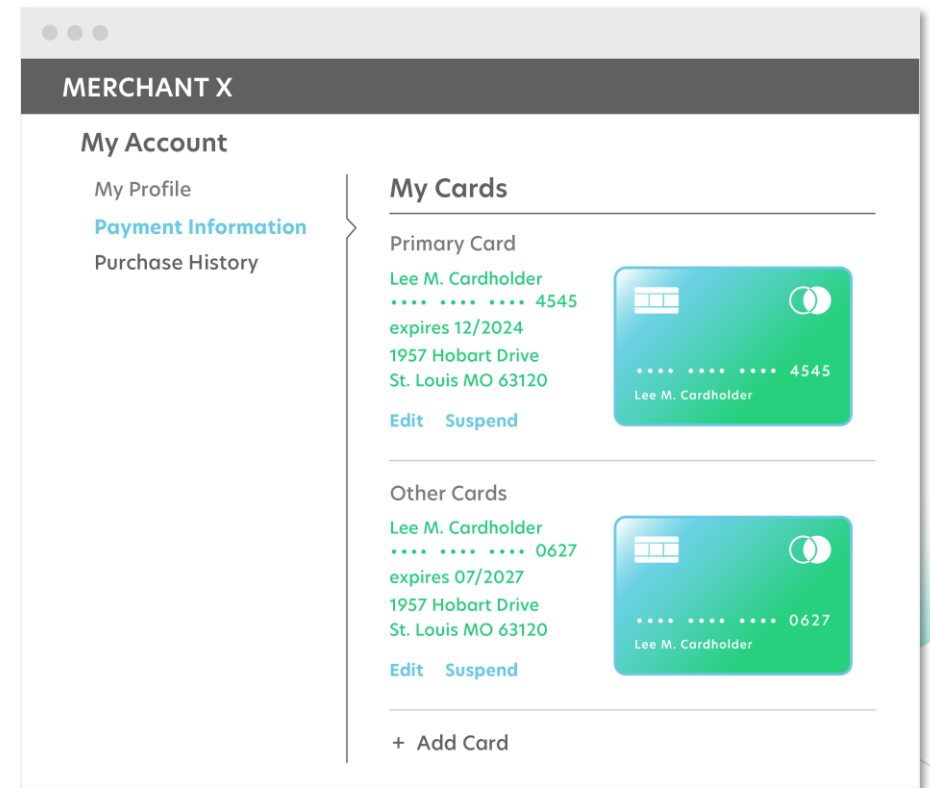 MERCHANT X
My Account
My Profile
Payment Information
Purchase History
My Cards
Primary Card
Lee M. Cardholder
•••• •••• •••• 4545
expires 12/2024
1957 Hobart Drive
St. Louis MO 63120
Edit Suspend
•••• •••• •••• 4545
Lee M. Cardholder
Other Cards
Lee M. Cardholder
•••• •••• •••• 0627
expires 07/2027
1957 Hobart Drive
St. Louis MO 63120
Edit Suspend
•••• •••• •••• 0627
Lee M. Cardholder
+ Add Card